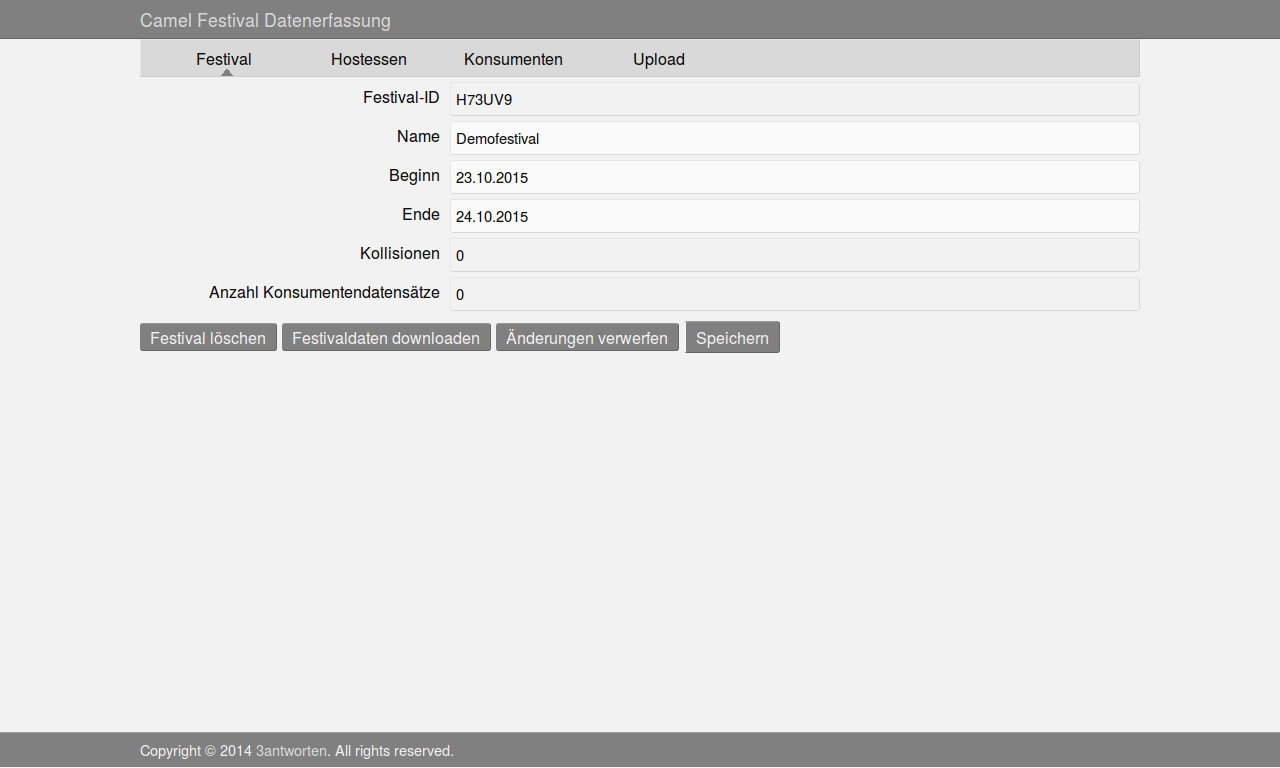 Camel Festival Datenerfassung
Festival Hostessen Konsumenten Upload
Festival-ID H73UV9
Name Demofestival
Beginn 23.10.2015
Ende 24.10.2015
Kollisionen 0
Anzahl Konsumentendatensätze 0
Festival löschen Festivaldaten downloaden Änderungen verwerfen Speichern
Copyright © 2014 3antworten. All rights reserved.